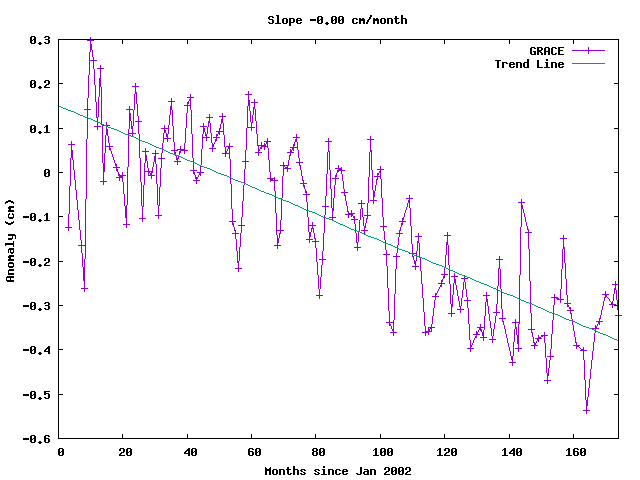 Slope -0.00 cm/month
GRACE
Trend Line
0.3
0.2
0.1
0
-0.1
-0.2
-0.3
-0.4
-0.5
-0.6
Anomaly (cm)
0 20 40 60 80 100 120 140 160
Months since Jan 2002